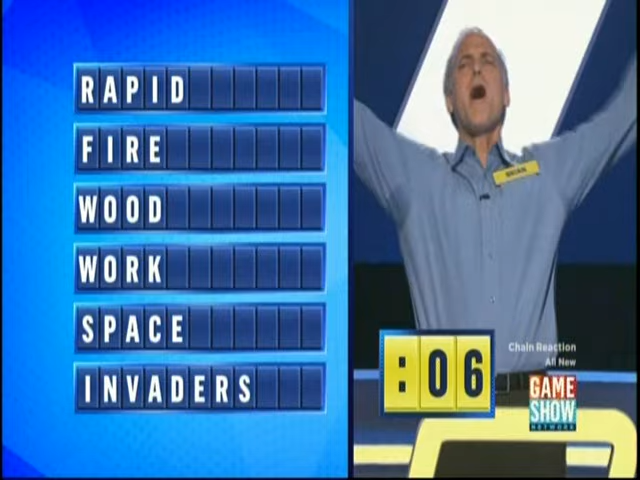 RAPID
FIRE
WOOD
WORK
SPACE
INVADERS
BRIAN
:06
Chain Reaction
All New
GAME
SHOW
NETWORK